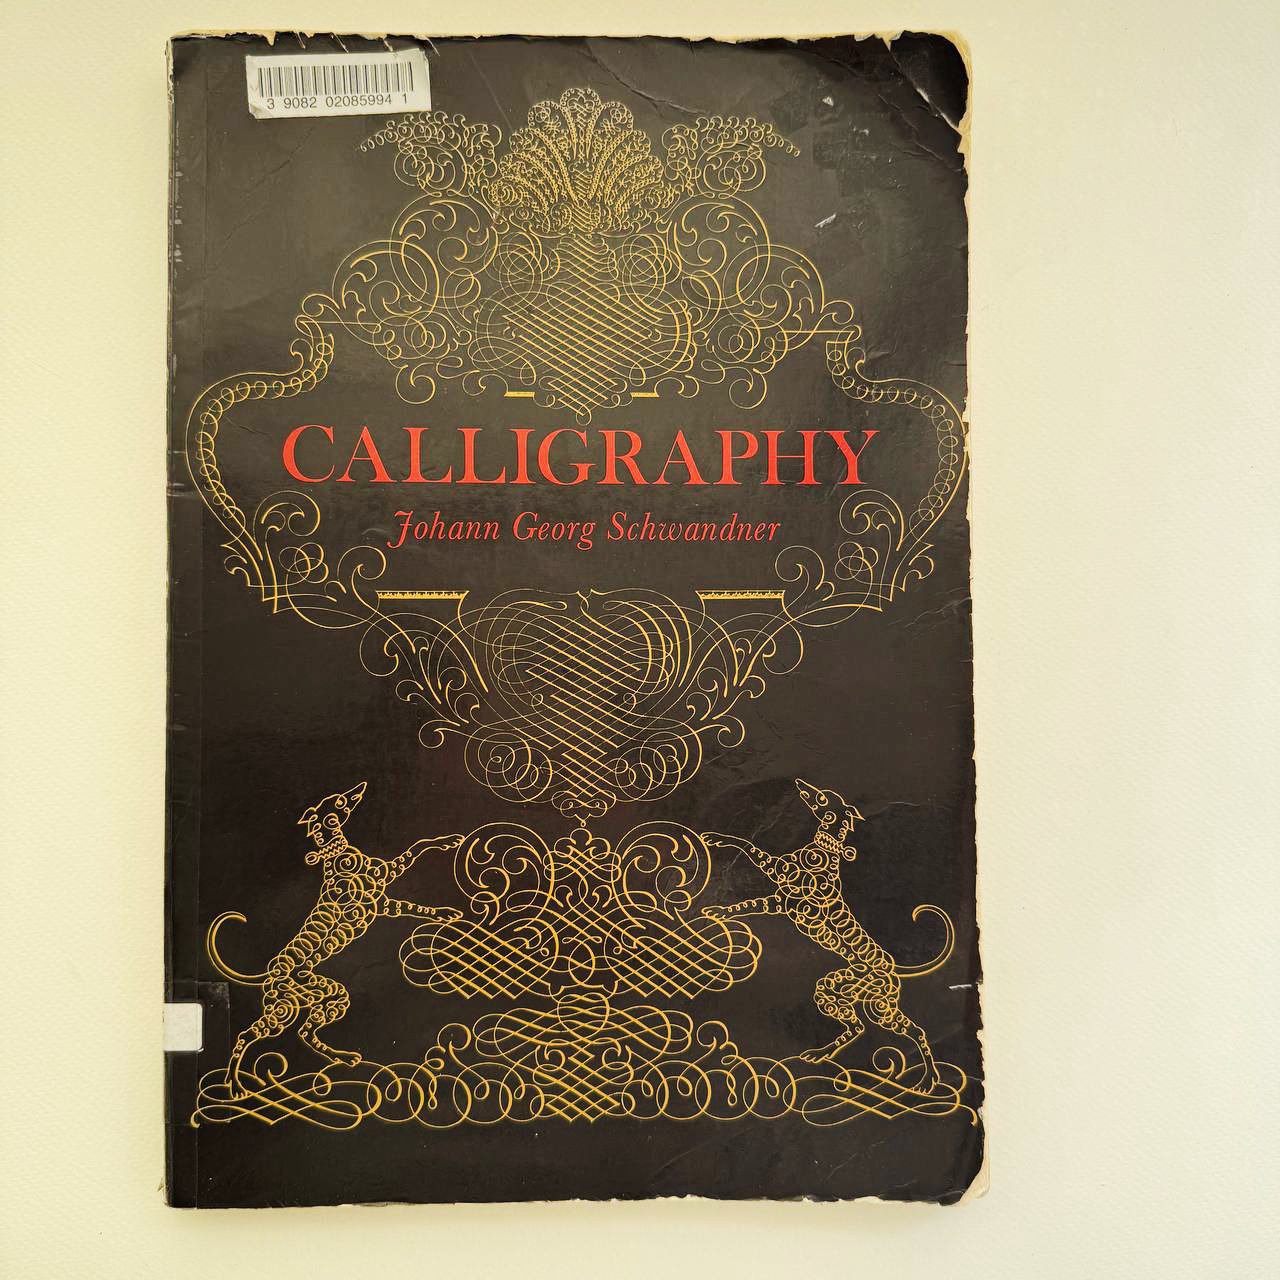 3 9082 02085994 1
CALLIGRAPHY
Johann Georg Schwandner